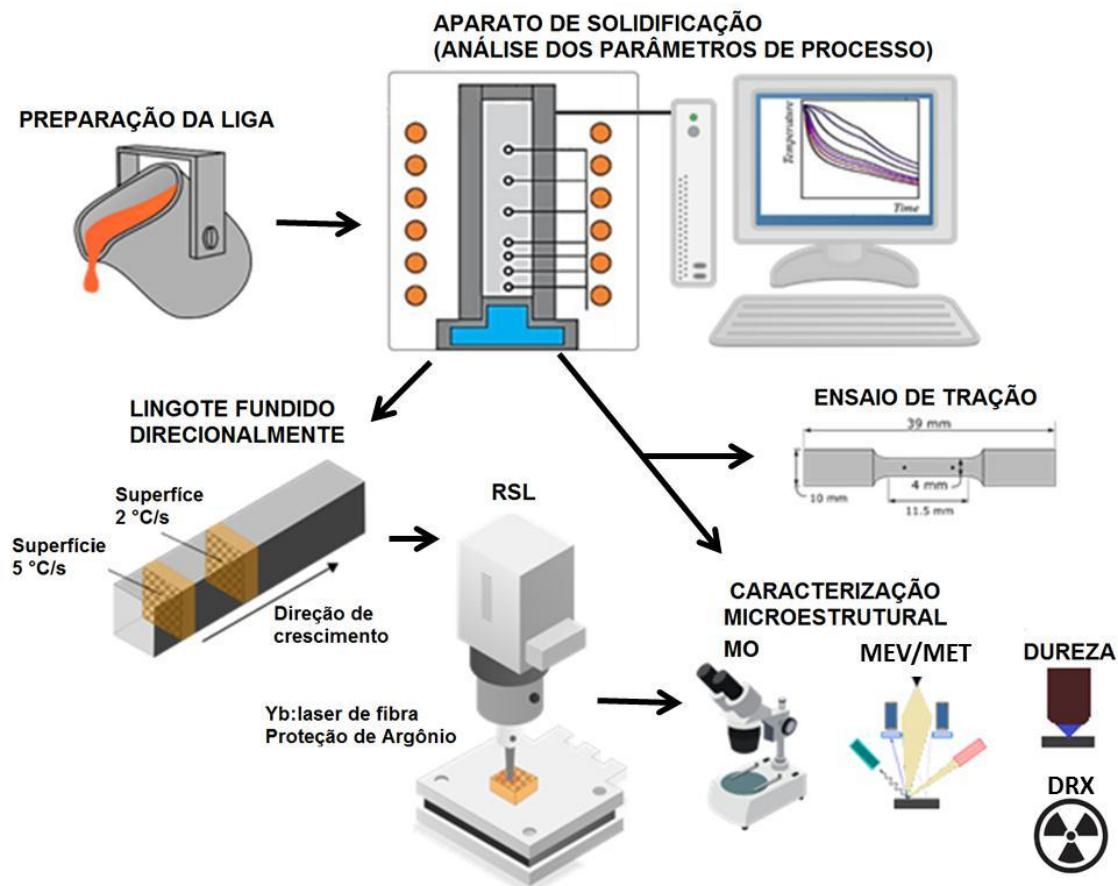 APARATO DE SOLIDIFICAÇÃO
(ANÁLISE DOS PARÂMETROS DE PROCESSO)
PREPARAÇÃO DA LIGA
Temperature
Time
LINGOTE FUNDIDO
DIRECIONALMENTE
ENSAIO DE TRAÇÃO
39 mm
10 mm
4 mm
11.5 mm
Superfíce
2 °C/s
Superfície
5 °C/s
Direção de
crescimento
RSL
Yb:laser de fibra
Proteção de Argônio
CARACTERIZAÇÃO
MICROESTRUTURAL
MO
MEV/MET
DUREZA
DRX